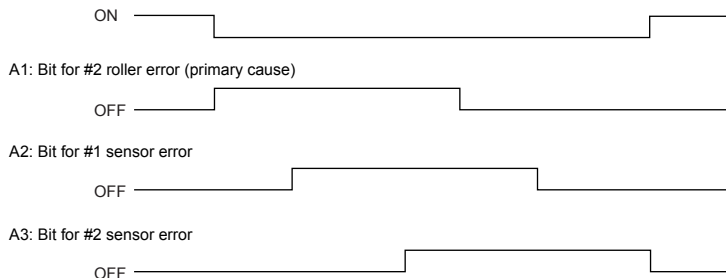 ON
A1: Bit for #2 roller error (primary cause)
OFF
A2: Bit for #1 sensor error
OFF
A3: Bit for #2 sensor error
OFF